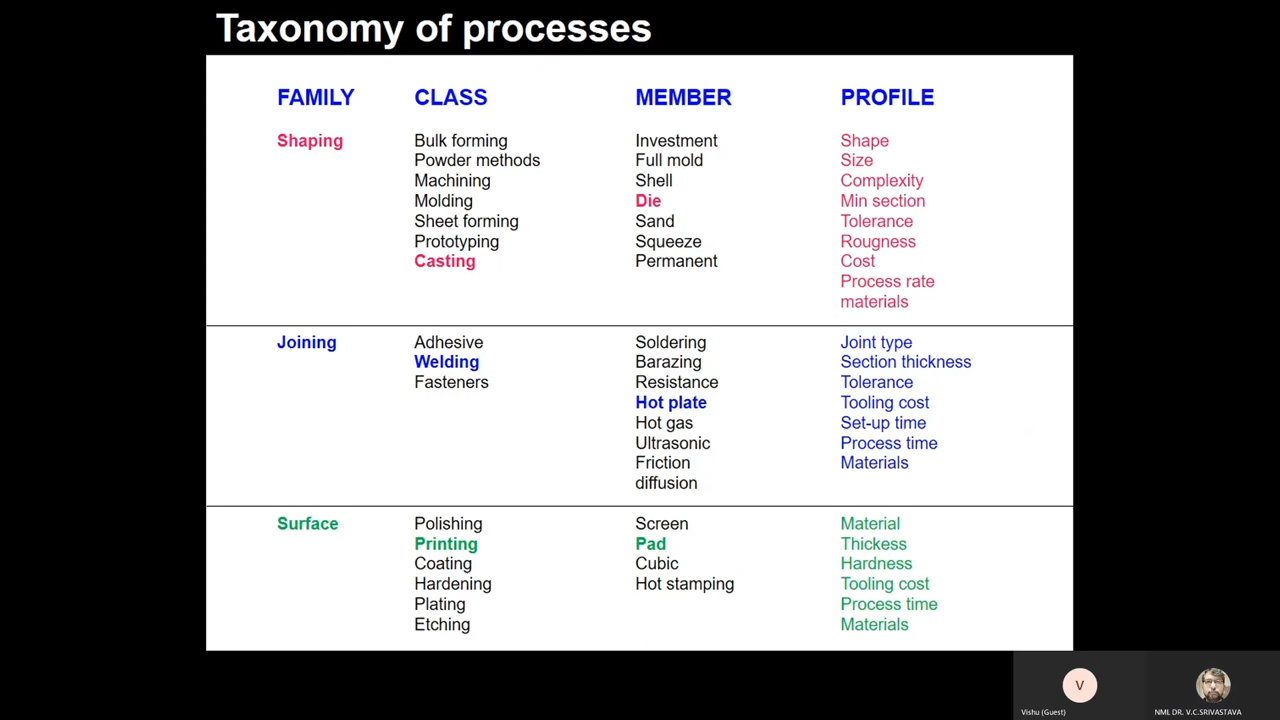 Taxonomy of processes
FAMILY CLASS MEMBER PROFILE
Shaping Bulk forming Investment Shape
Powder methods Full mold Size
Machining Shell Complexity
Molding Die Min section
Sheet forming Sand Tolerance
Prototyping Squeeze Rougness
Casting Permanent Cost
Process rate
materials
Joining Adhesive Soldering Joint type
Welding Barazing Section thickness
Fasteners Resistance Tolerance
Hot plate Tooling cost
Hot gas Set-up time
Ultrasonic Process time
Friction Materials
diffusion
Surface Polishing Screen Material
Printing Pad Thickess
Coating Cubic Hardness
Hardening Hot stamping Tooling cost
Plating Process time
Etching Materials
V
Vishu (Guest) NML DR. V.C.SRIVASTAVA